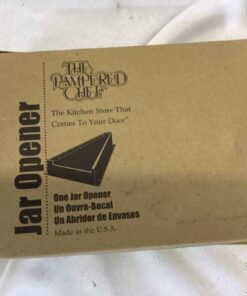 THE
PAMPERED
CHEF
The Kitchen Store That
Comes To Your Door"
Jar Opener
One Jar Opener
Un Ouvre-Bocal
Un Abridor de Envases
Made in the U.S.A.